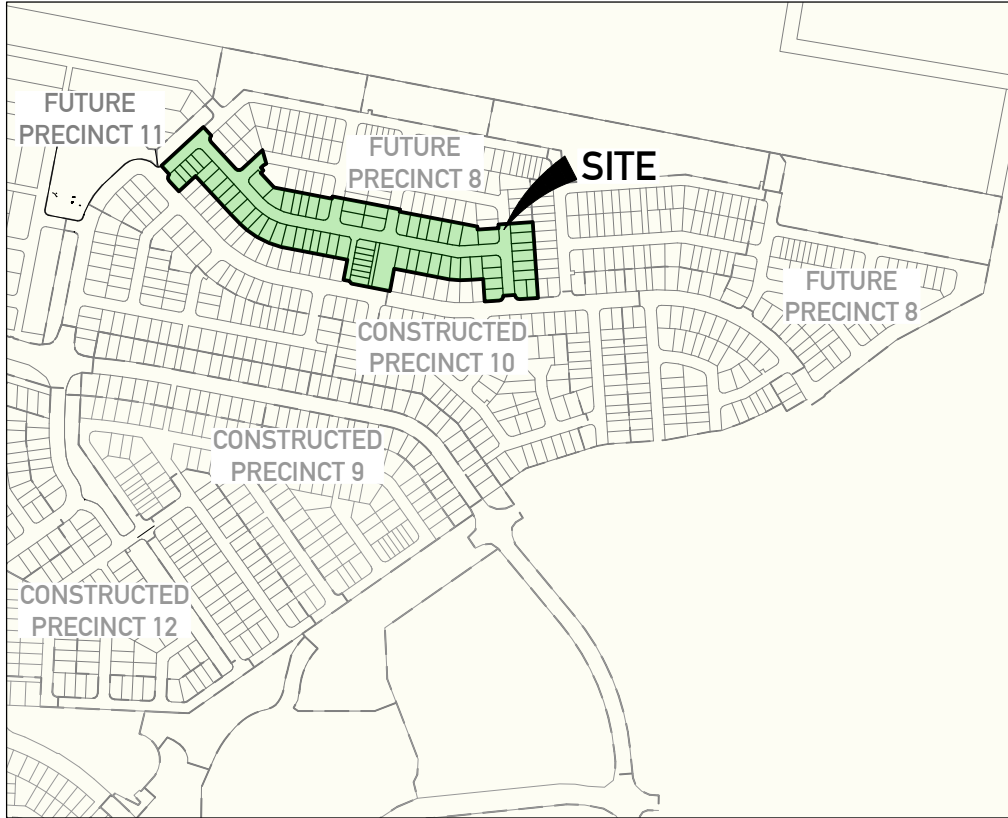 FUTURE
PRECINCT 11
FUTURE
PRECINCT 8
SITE
FUTURE
PRECINCT 8
CONSTRUCTED
PRECINCT 10
CONSTRUCTED
PRECINCT 9
CONSTRUCTED
PRECINCT 12